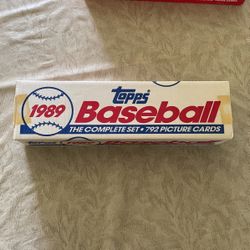 Topps
1989 Baseball
THE COMPLETE SET • 792 PICTURE CARDS